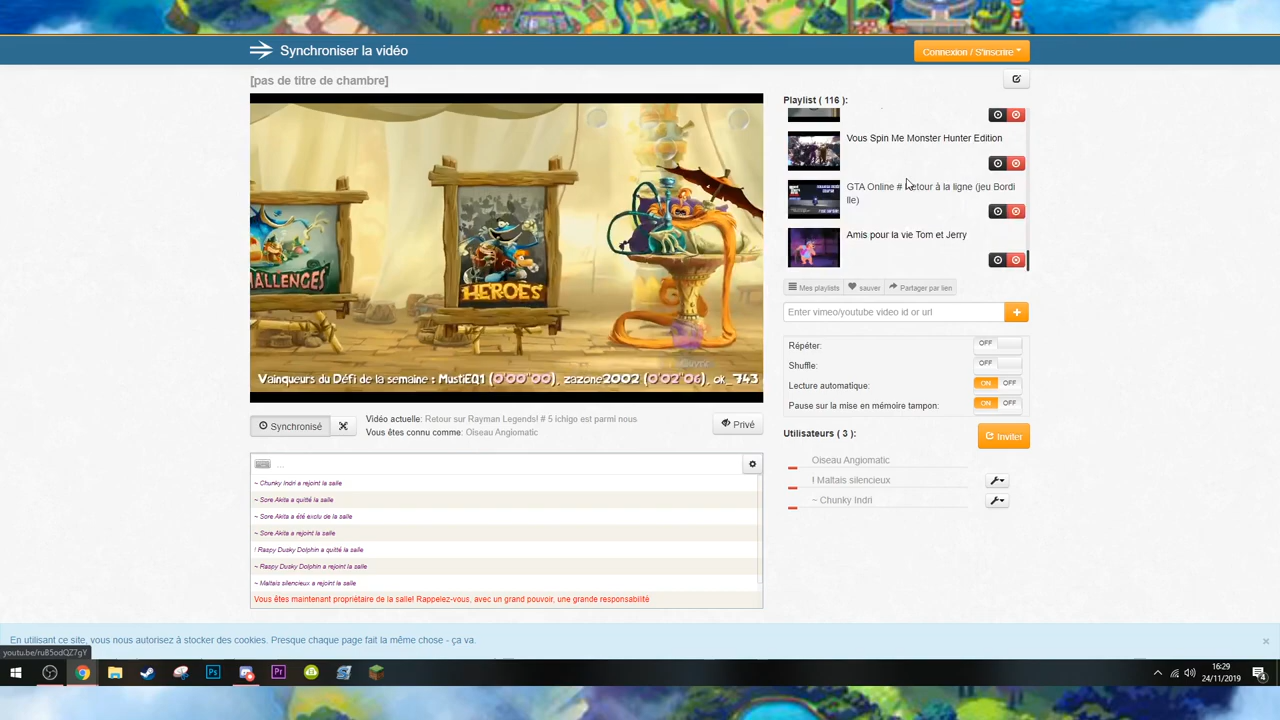 Synchroniser la vidéo
Connexion / S'inscrire
[pas de titre de chambre]
Playlist ( 116 ):
Vous Spin Me Monster Hunter Edition
GTA Online # Retour à la ligne (jeu Bordi
lle)
Amis pour la vie Tom et Jerry
Mes playlists
sauver
Partager par lien
Enter vimeo/youtube video id or url
+
HALLENGES
HEROES
Vainqueurs du Défi de la semaine : MustiEQ1 (0'00"00), zazone2002 (0'02"06), ok_743
Répéter:
OFF
Shuffle:
OFF
Lecture automatique:
ON OFF
Pause sur la mise en mémoire tampon:
ON OFF
Synchronisé
Vidéo actuelle: Retour sur Rayman Legends! # 5 ichigo est parmi nous
Vous êtes connu comme: Oiseau Angiomatic
Privé
Utilisateurs ( 3 ):
Inviter
Oiseau Angiomatic
! Maltais silencieux
~ Chunky Indri
...
~ Chunky Indri a rejoint la salle
~ Sore Akita a quitté la salle
~ Sore Akita a été exclu de la salle
~ Sore Akita a rejoint la salle
! Raspy Dusky Dolphin a quitté la salle
~ Raspy Dusky Dolphin a rejoint la salle
~ Maltais silencieux a rejoint la salle
Vous êtes maintenant propriétaire de la salle! Rappelez-vous, avec un grand pouvoir, une grande responsabilité
En utilisant ce site, vous nous autorisez à stocker des cookies. Presque chaque page fait la même chose - ça va.
youtu.be/ruB5odQZ7gY
Ps
Pr
16:29
24/11/2019
4